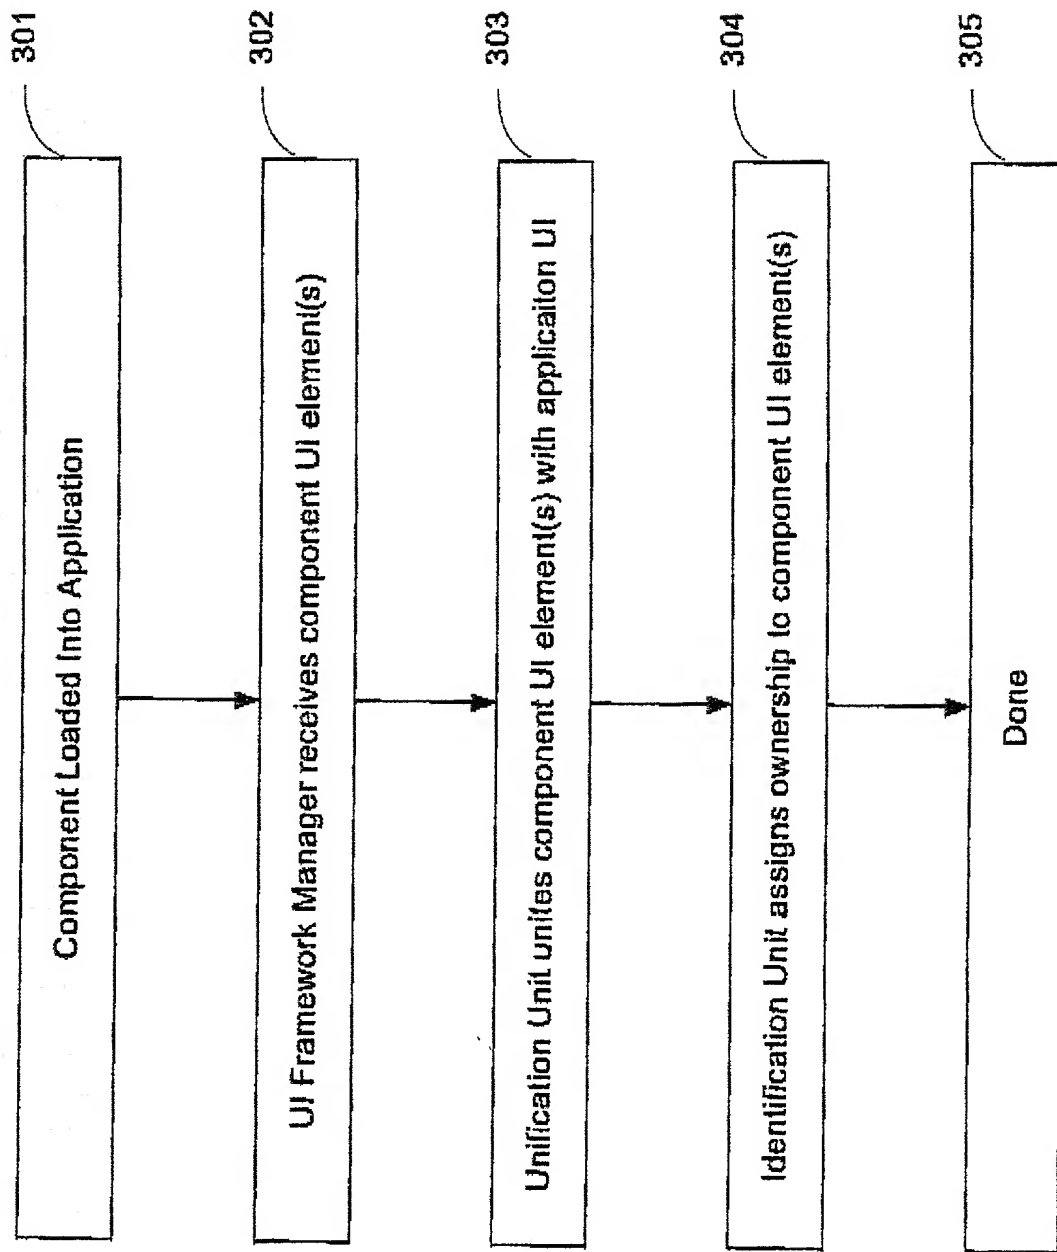 301
Component Loaded Into Application
302
UI Framework Manager receives component UI element(s)
303
Unification Unit unites component UI element(s) with applicaiton UI
304
Identification Unit assigns ownership to component UI element(s)
305
Done